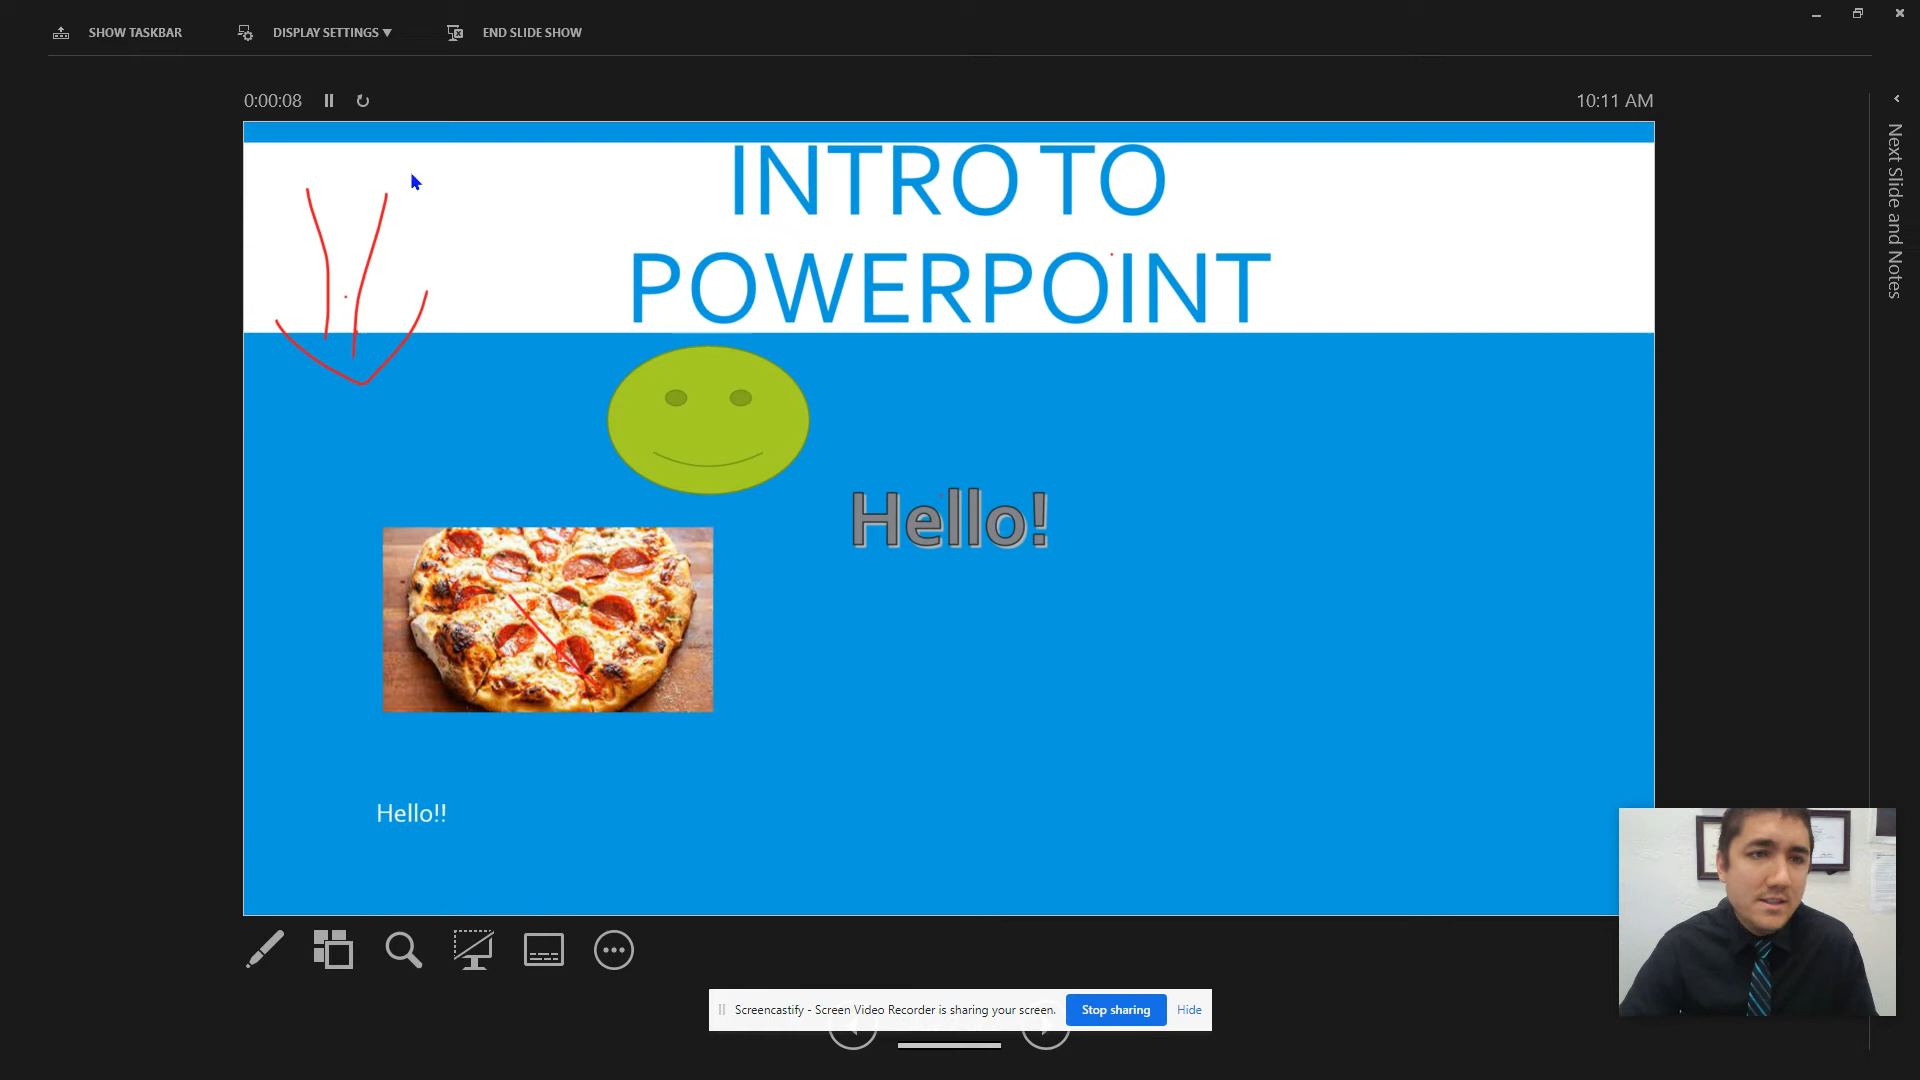 SHOW TASKBAR
DISPLAY SETTINGS ▼
END SLIDE SHOW
0:00:08
10:11 AM
INTRO TO
POWERPOINT
Hello!
Hello!!
Next Slide and Notes
Screencastify - Screen Video Recorder is sharing your screen.
Stop sharing
Hide